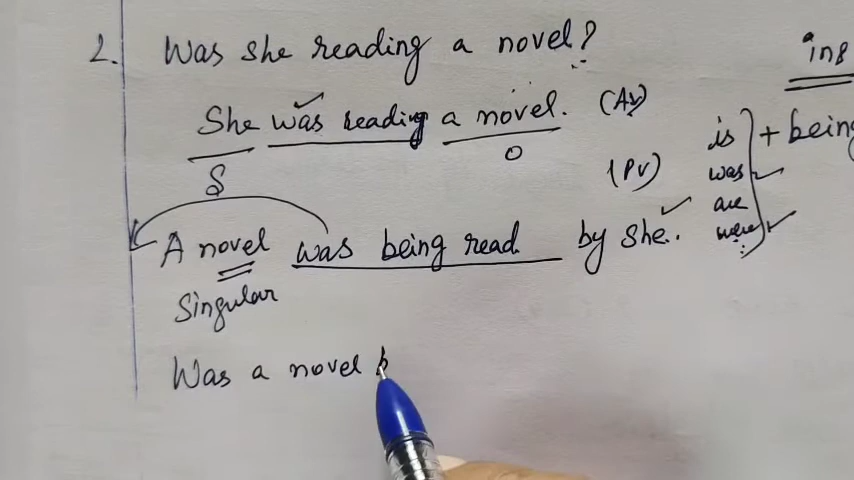 2. Was she reading a novel?
ing
She was reading a novel. (AV)
S
O
is + being
was
are
were
(PV)
A novel was being read by she.
Singular
Was a novel b